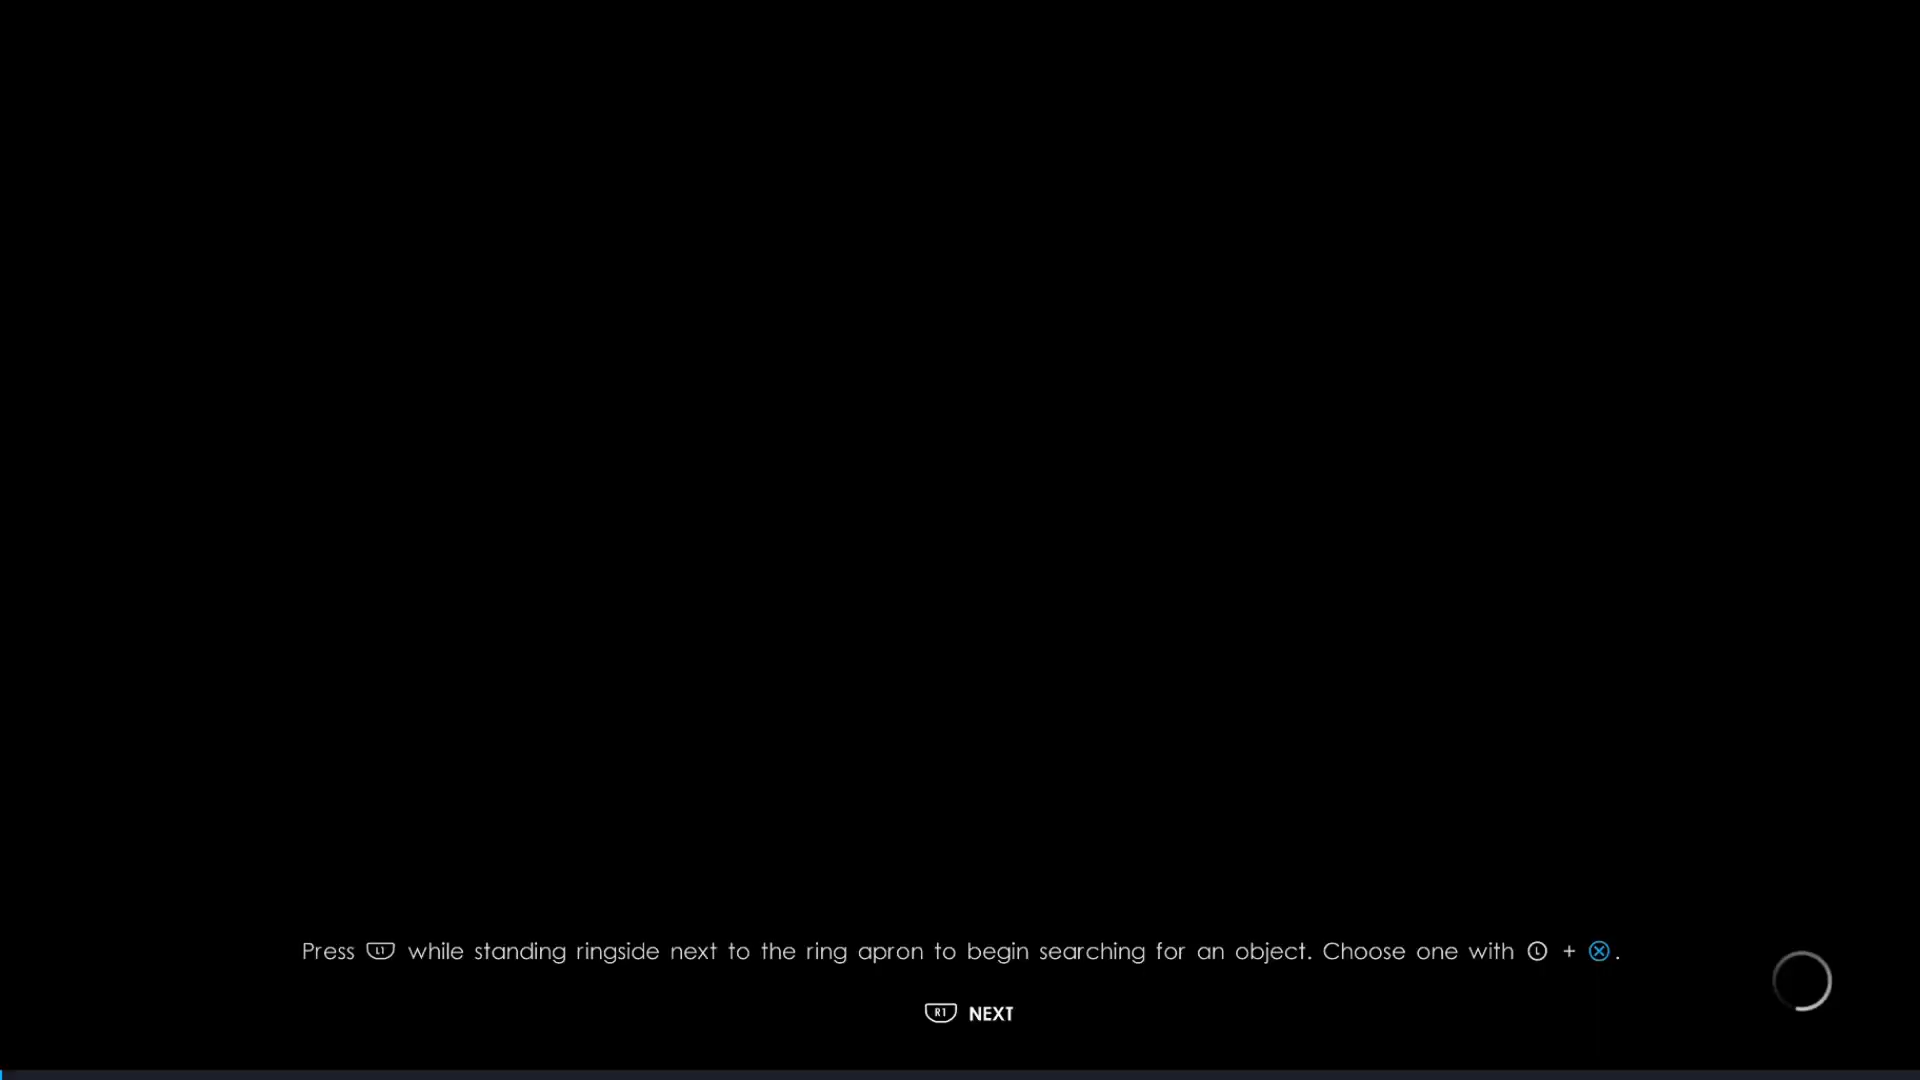 Press L1 while standing ringside next to the ring apron to begin searching for an object. Choose one with L + X.
R1 NEXT